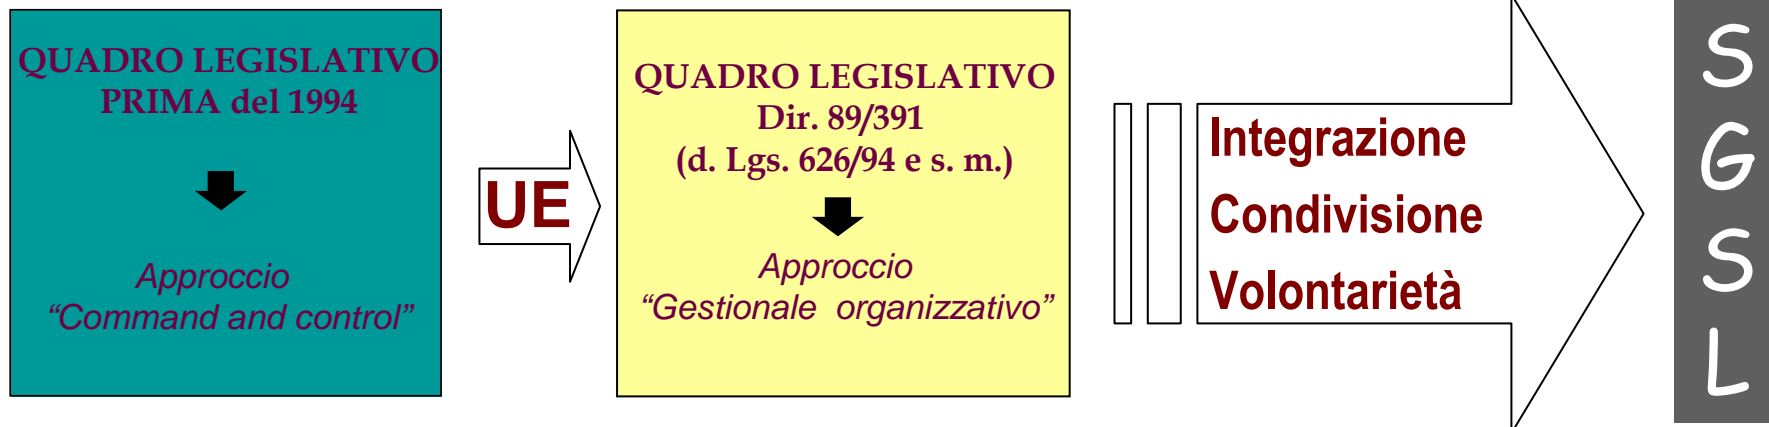 QUADRO LEGISLATIVO
PRIMA del 1994
Approccio
“Command and control”
UE
QUADRO LEGISLATIVO
Dir. 89/391
(d. Lgs. 626/94 e s. m.)
Approccio
“Gestionale organizzativo”
Integrazione
Condivisione
Volontarietà
S
G
S
L